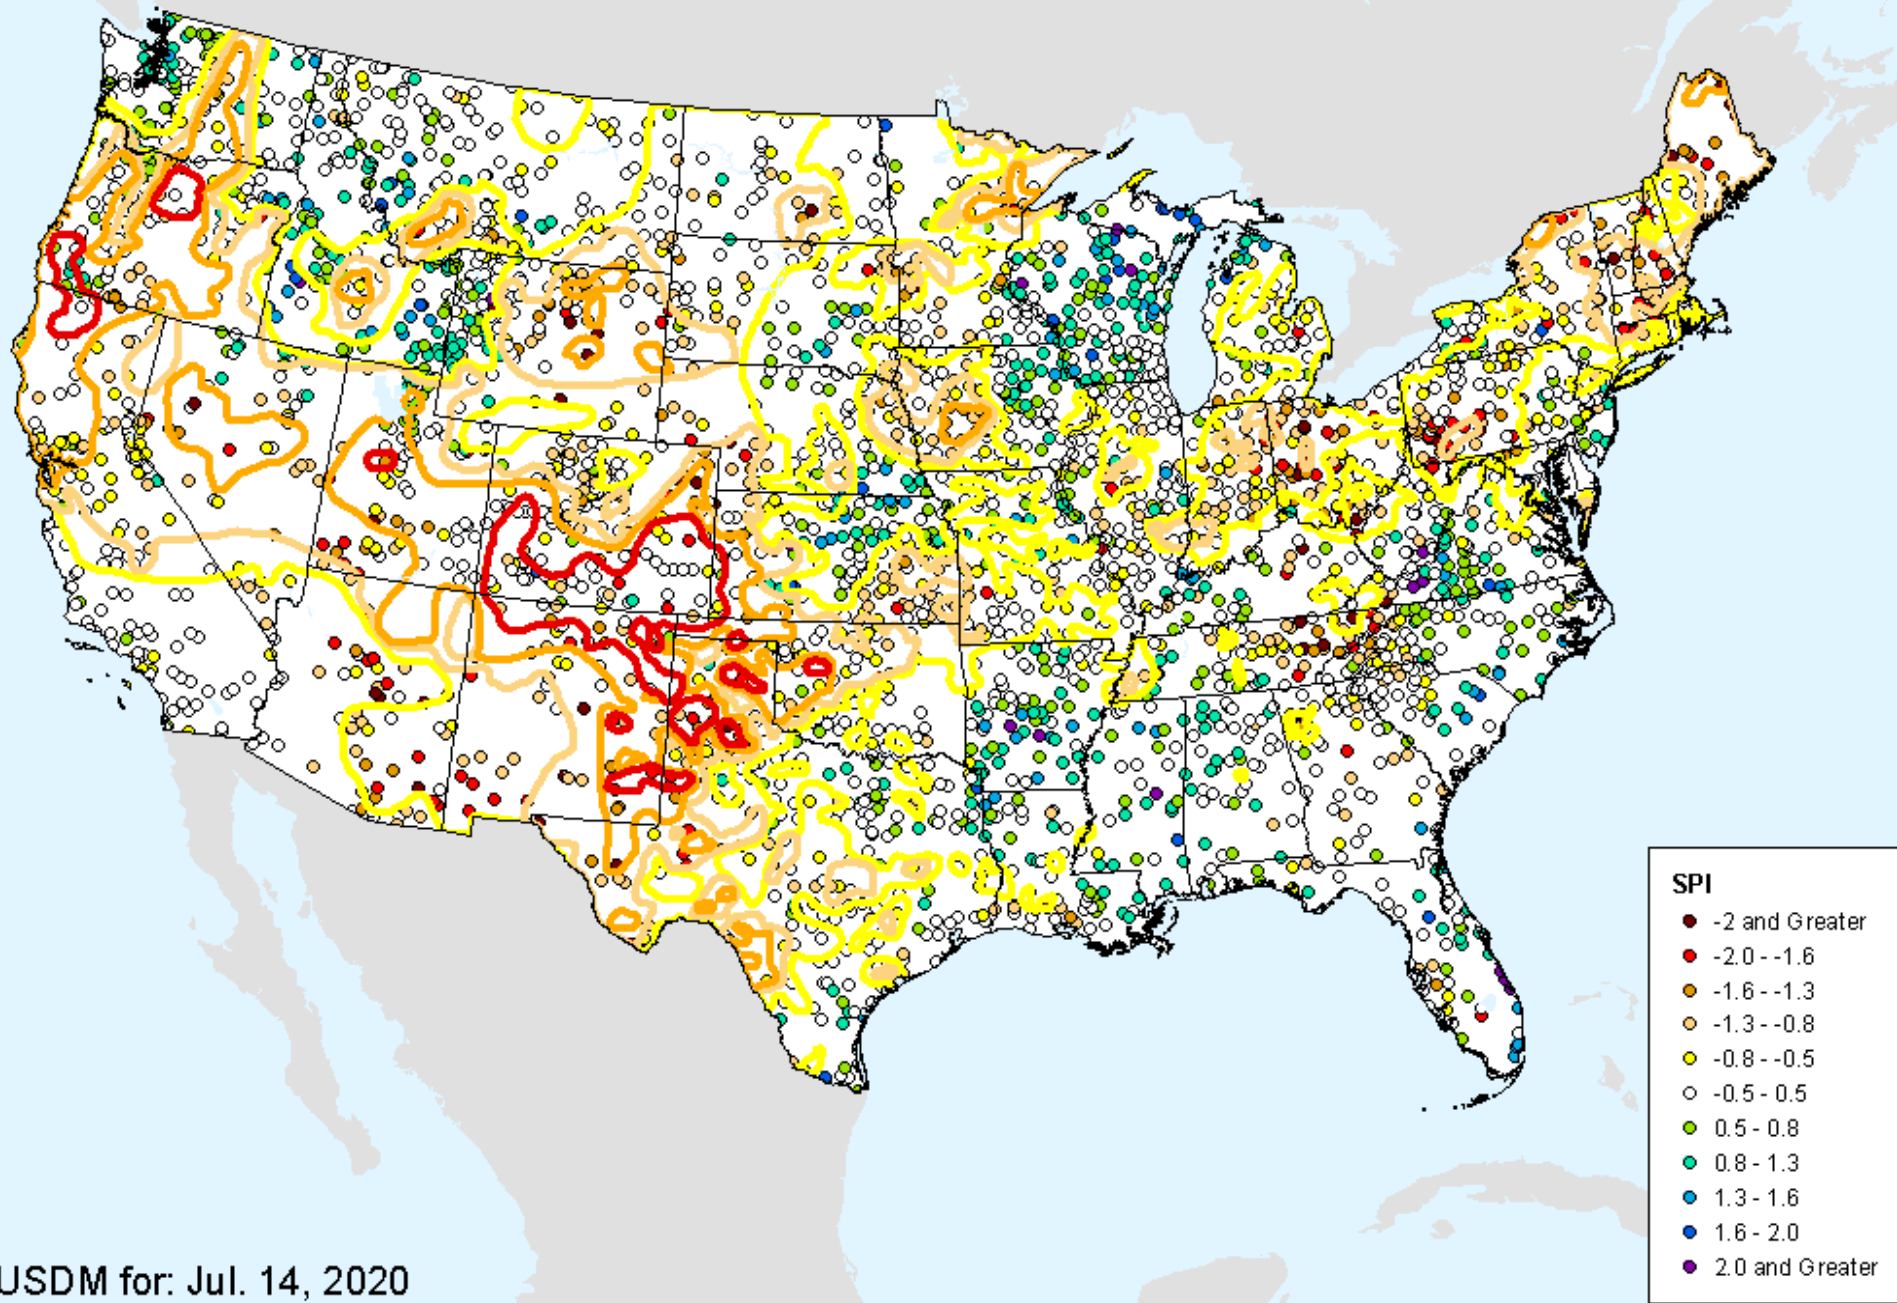 SPI
-2 and Greater
-2.0 - -1.6
-1.6 - -1.3
-1.3 - -0.8
-0.8 - -0.5
-0.5 - 0.5
0.5 - 0.8
0.8 - 1.3
1.3 - 1.6
1.6 - 2.0
2.0 and Greater
USDM for: Jul. 14, 2020